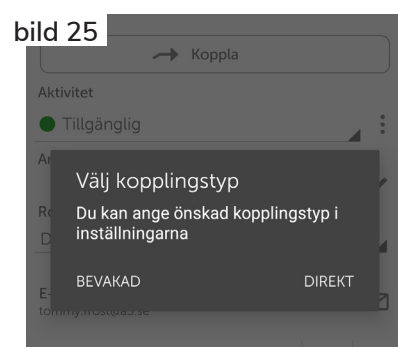 bild 25
Koppla
Aktivitet
Tillgänglig
Välj kopplingstyp
Du kan ange önskad kopplingstyp i
inställningarna
BEVAKAD DIREKT